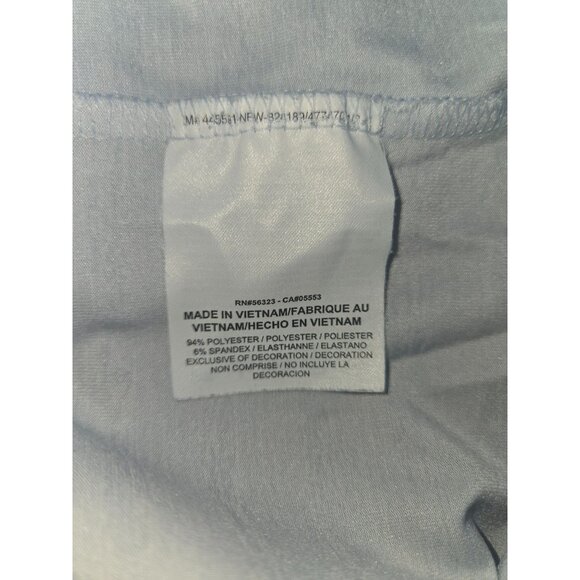 RN#56323 - CA#05553
MADE IN VIETNAM/FABRIQUE AU
VIETNAM/HECHO EN VIETNAM
94% POLYESTER / POLYESTER / POLIESTER
6% SPANDEX / ELASTHANNE / ELASTANO
EXCLUSIVE OF DECORATION / DECORATION
NON COMPRISE / NO INCLUYE LA
DECORACION